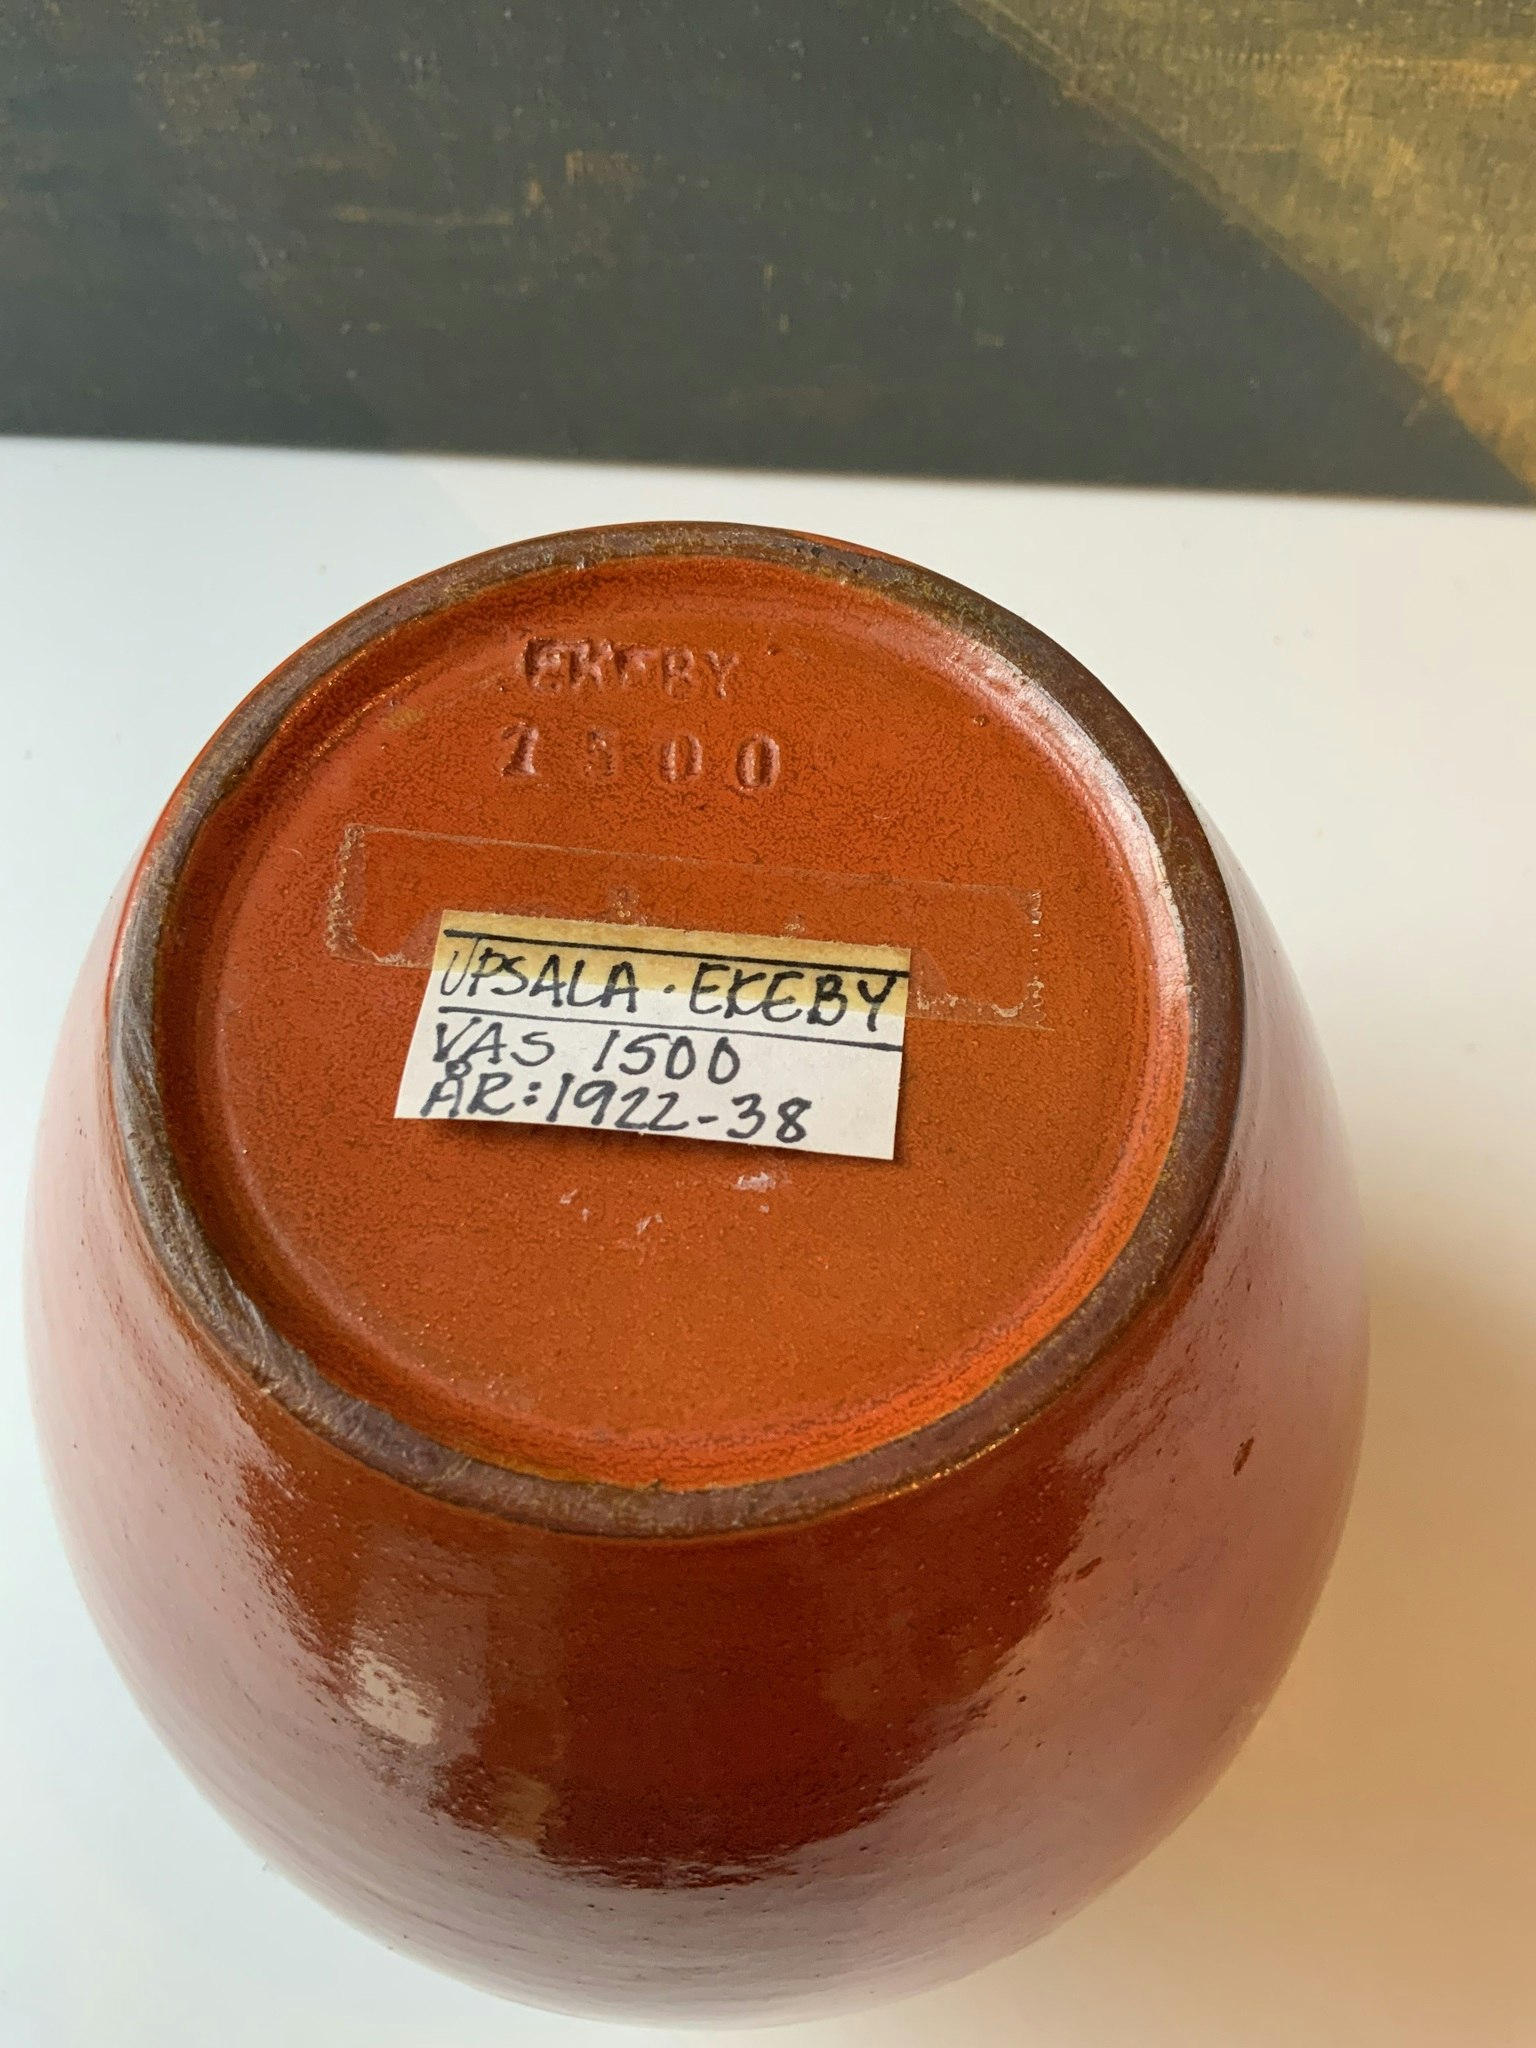 EKEBY
1500
UPSALA · EKEBY
VAS 1500
ÅR: 1922-38